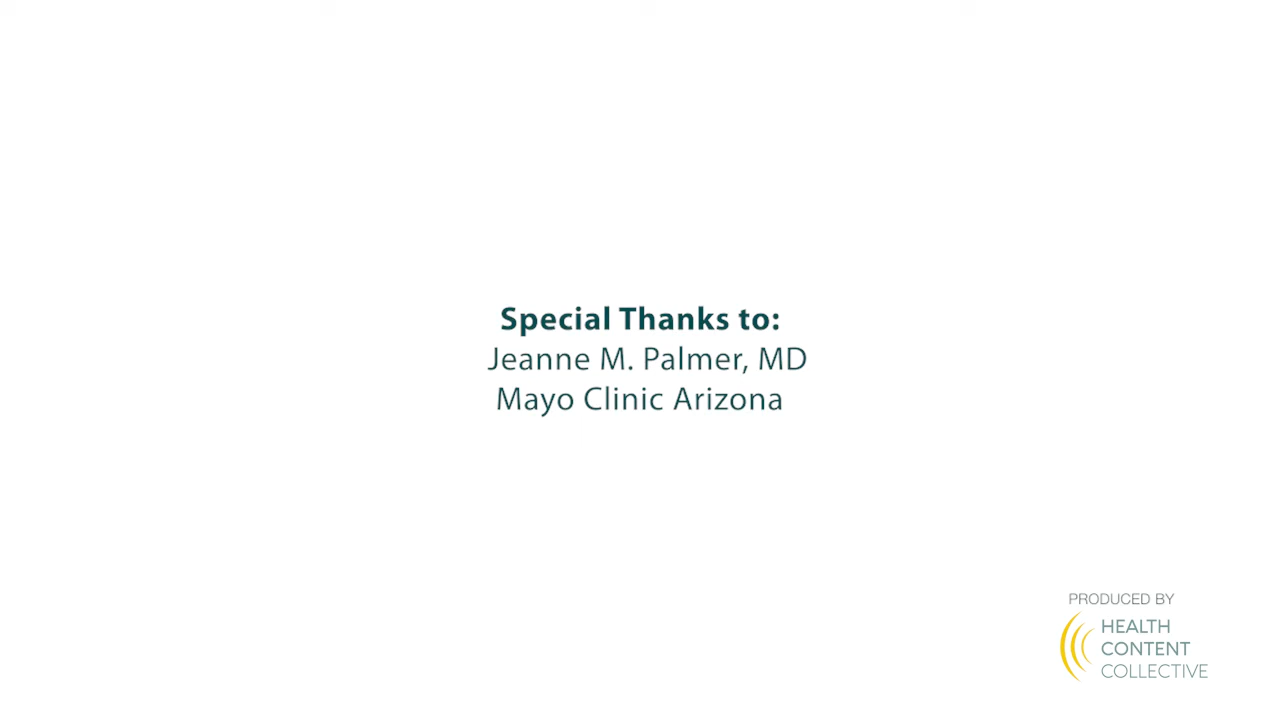 Special Thanks to:
Jeanne M. Palmer, MD
Mayo Clinic Arizona
PRODUCED BY
HEALTH
CONTENT
COLLECTIVE